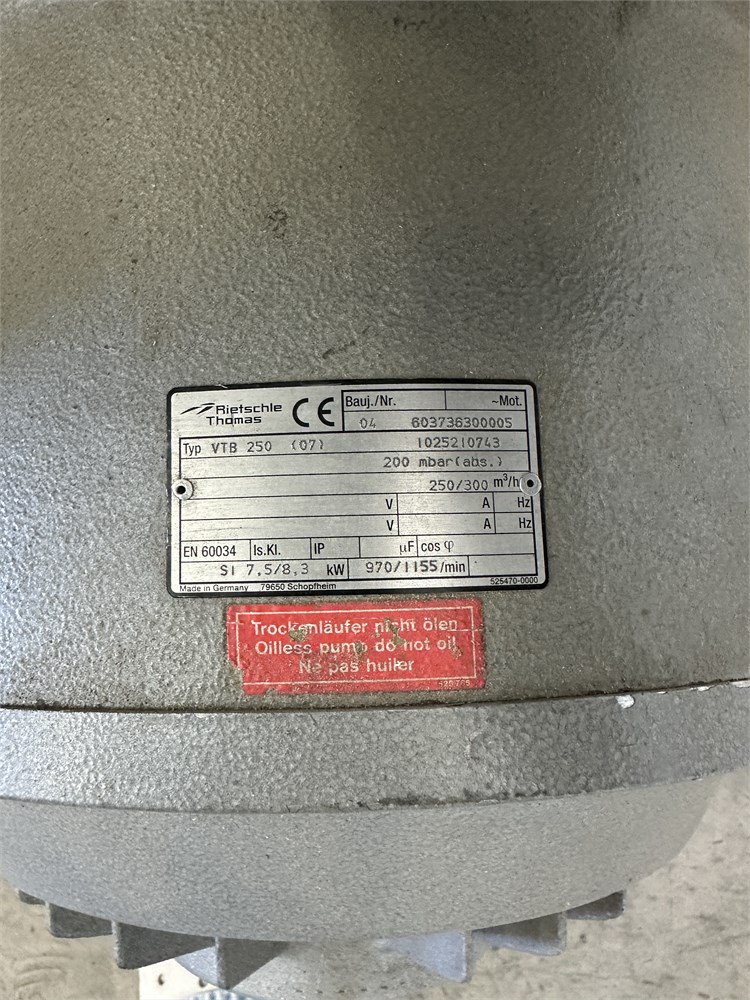 Rietschle
Thomas
CE
Bauj./Nr. ~Mot.
04 603736300005
Typ VTB 250 (07) 1025210743
200 mbar(abs.)
250/300 m³/h
V A Hz
V A Hz
EN 60034 Is.Kl. IP µF cos φ
S1 7,5/8,3 kW 970/1155/min
Made in Germany 79650 Schopfheim 525470-0000
Trockenläufer nicht ölen
Oilless pump do not oil
Ne pas huiler